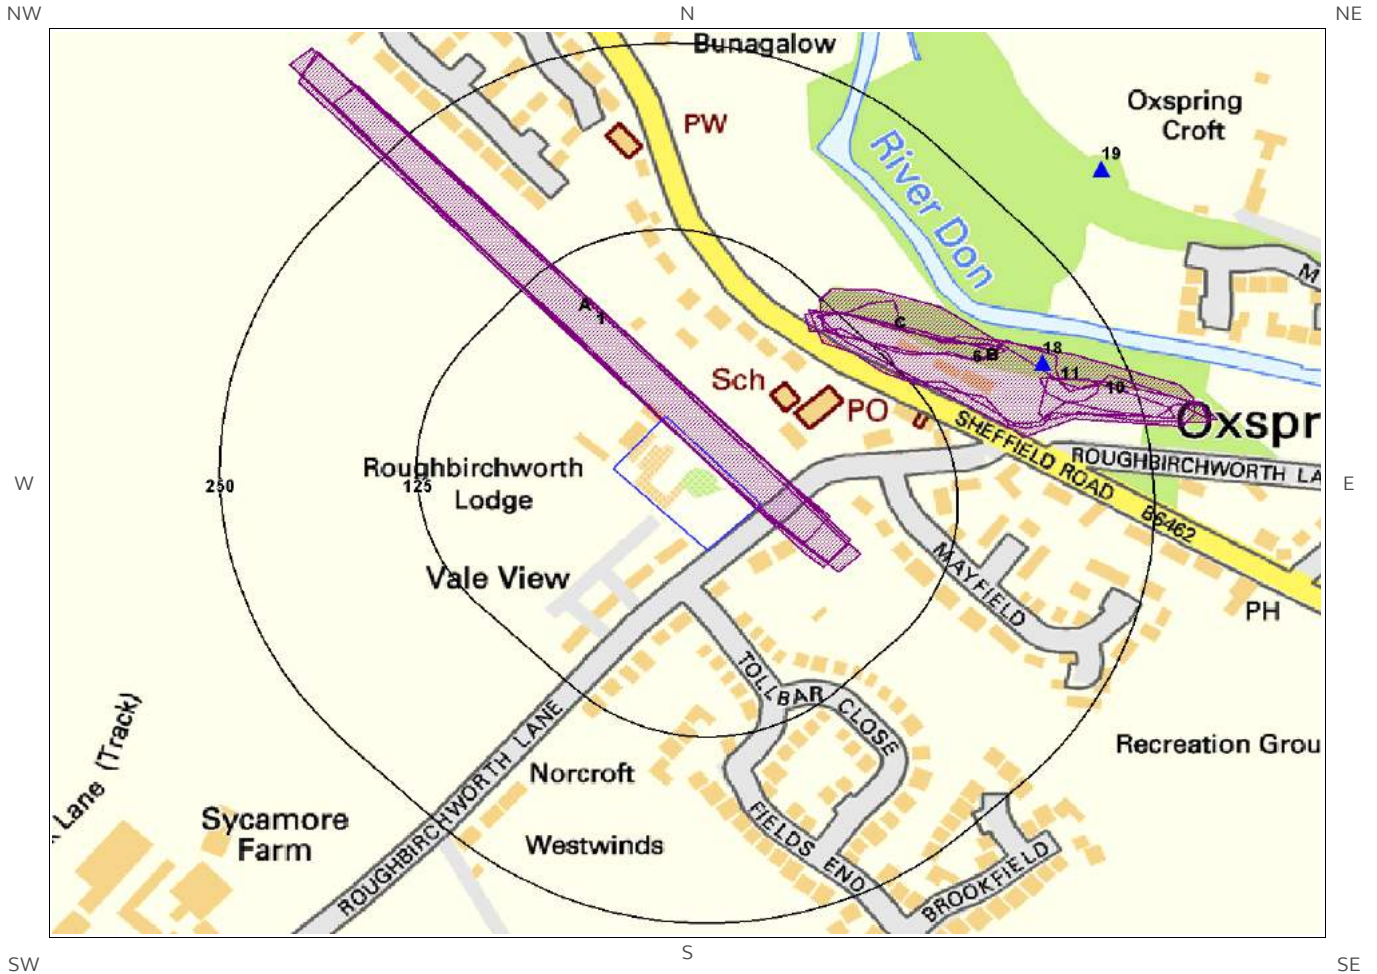 NW
N
NE
Bunagalow
Oxspring
Croft
PW
19
River Don
M
A
1
C
6 B
18
11
10
Sch
PO
Oxspr
SHEFFIELD ROAD
ROUGHBIRCHWORTH LA
B6462
Roughbirchworth
Lodge
W
250
125
E
Vale View
MAYFIELD
PH
TOLLBAR CLOSE
Lane (Track)
ROUGHBIRCHWORTH LANE
Norcroft
Recreation Grou
Sycamore
Farm
Westwinds
FIELDS END
BROOKFIELD
SW
S
SE